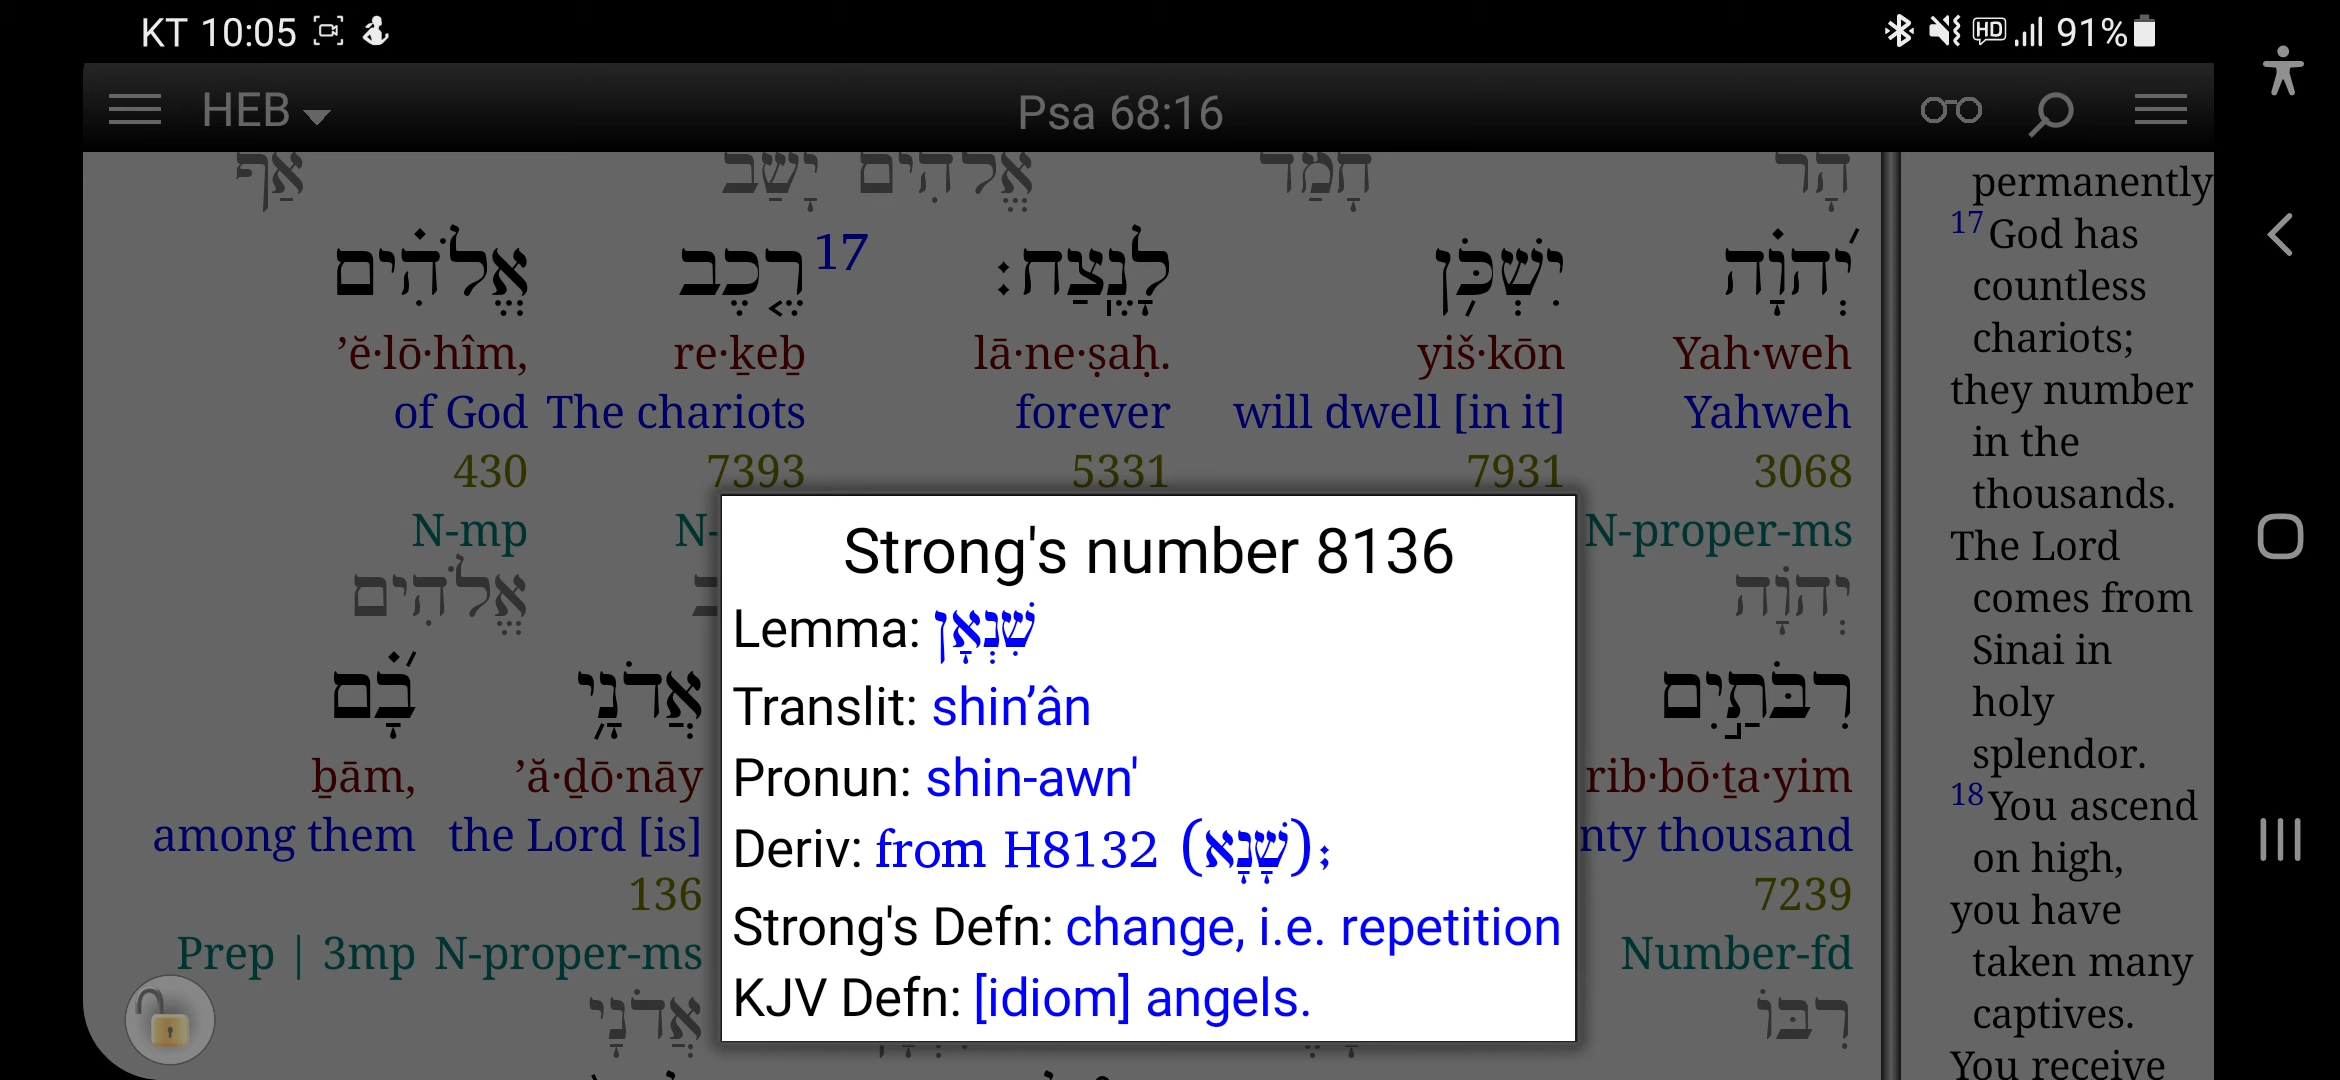 KT 10:05
91%
HEB
Psa 68:16
הָר חָמַד אֱלֹהִים יָשַׁב אַף
יְ֝הוָ֗ה יִשְׁכֹּ֥ן לָנֶֽצַח׃ 17 רֶ֤כֶב אֱלֹהִ֗ים
’ĕ·lō·hîm, re·ḵeḇ lā·ne·ṣaḥ. yiš·kōn Yah·weh
of God The chariots forever will dwell [in it] Yahweh
430 7393 5331 7931 3068
N-mp N- N-proper-ms
אֱלֹהִים ב יְהוָֹה
רִבֹּתַ֣יִם אֲדֹנָ֥י בָ֝֗ם
ḇām, ’ă·ḏō·nāy rib·bō·ṯa·yim
among them the Lord [is] nty thousand
136 7239
Prep | 3mp N-proper-ms Number-fd
אֲדֹנָי רִבּוֹ
Strong's number 8136
Lemma: שִׁנְאָן
Translit: shin’ân
Pronun: shin-awn'
Deriv: from H8132 (שָׁנָא);
Strong's Defn: change, i.e. repetition
KJV Defn: [idiom] angels.
permanently
17 God has
countless
chariots;
they number
in the
thousands.
The Lord
comes from
Sinai in
holy
splendor.
18 You ascend
on high,
you have
taken many
captives.
You receive